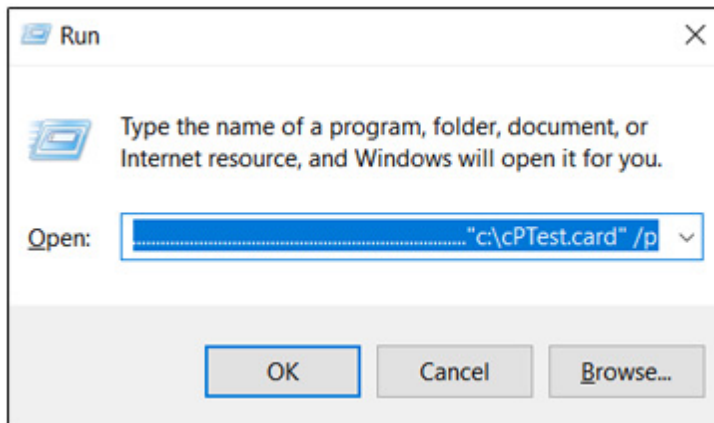 Run
Type the name of a program, folder, document, or
Internet resource, and Windows will open it for you.
Open: ........................................................................"c:\cPTest.card" /p
OK Cancel Browse...